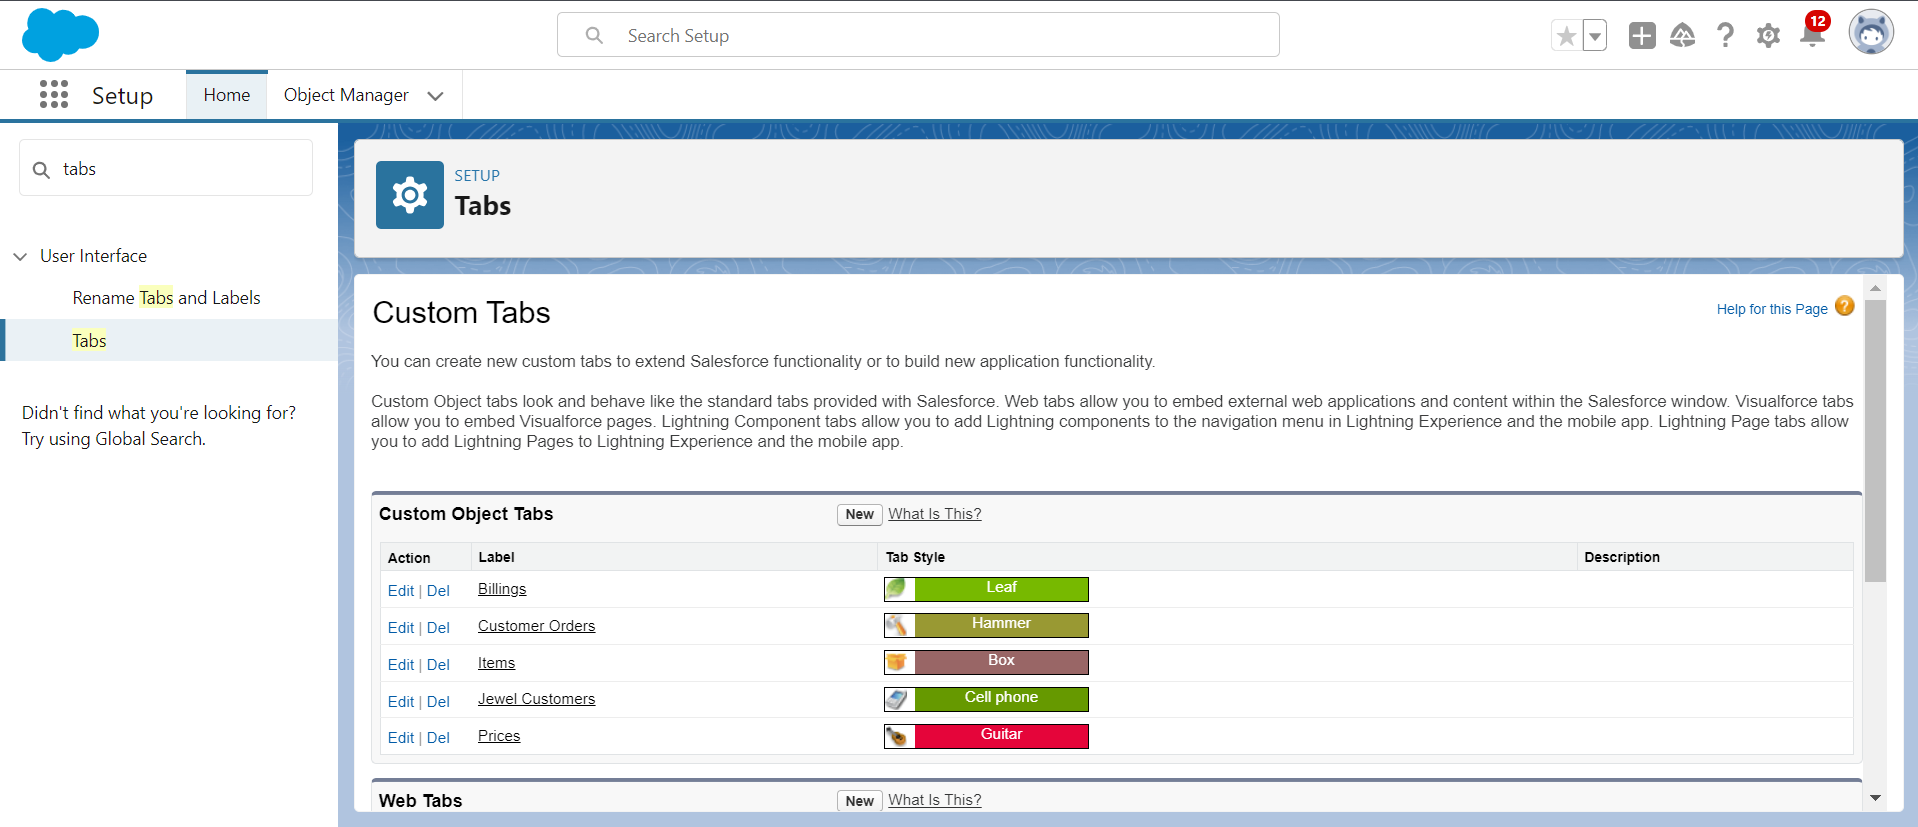 Search Setup
12
Setup
Home
Object Manager
tabs
User Interface
Rename Tabs and Labels
Tabs
Didn't find what you're looking for?
Try using Global Search.
SETUP
Tabs
Custom Tabs
Help for this Page
You can create new custom tabs to extend Salesforce functionality or to build new application functionality.
Custom Object tabs look and behave like the standard tabs provided with Salesforce. Web tabs allow you to embed external web applications and content within the Salesforce window. Visualforce tabs
allow you to embed Visualforce pages. Lightning Component tabs allow you to add Lightning components to the navigation menu in Lightning Experience and the mobile app. Lightning Page tabs allow
you to add Lightning Pages to Lightning Experience and the mobile app.
Custom Object Tabs New What Is This?
Action Label Tab Style Description
Edit | Del Billings Leaf
Edit | Del Customer Orders Hammer
Edit | Del Items Box
Edit | Del Jewel Customers Cell phone
Edit | Del Prices Guitar
Web Tabs New What Is This?